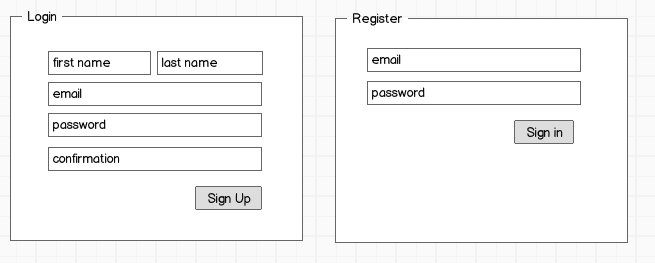 Login
first name last name
email
password
confirmation
Sign Up
Register
email
password
Sign in